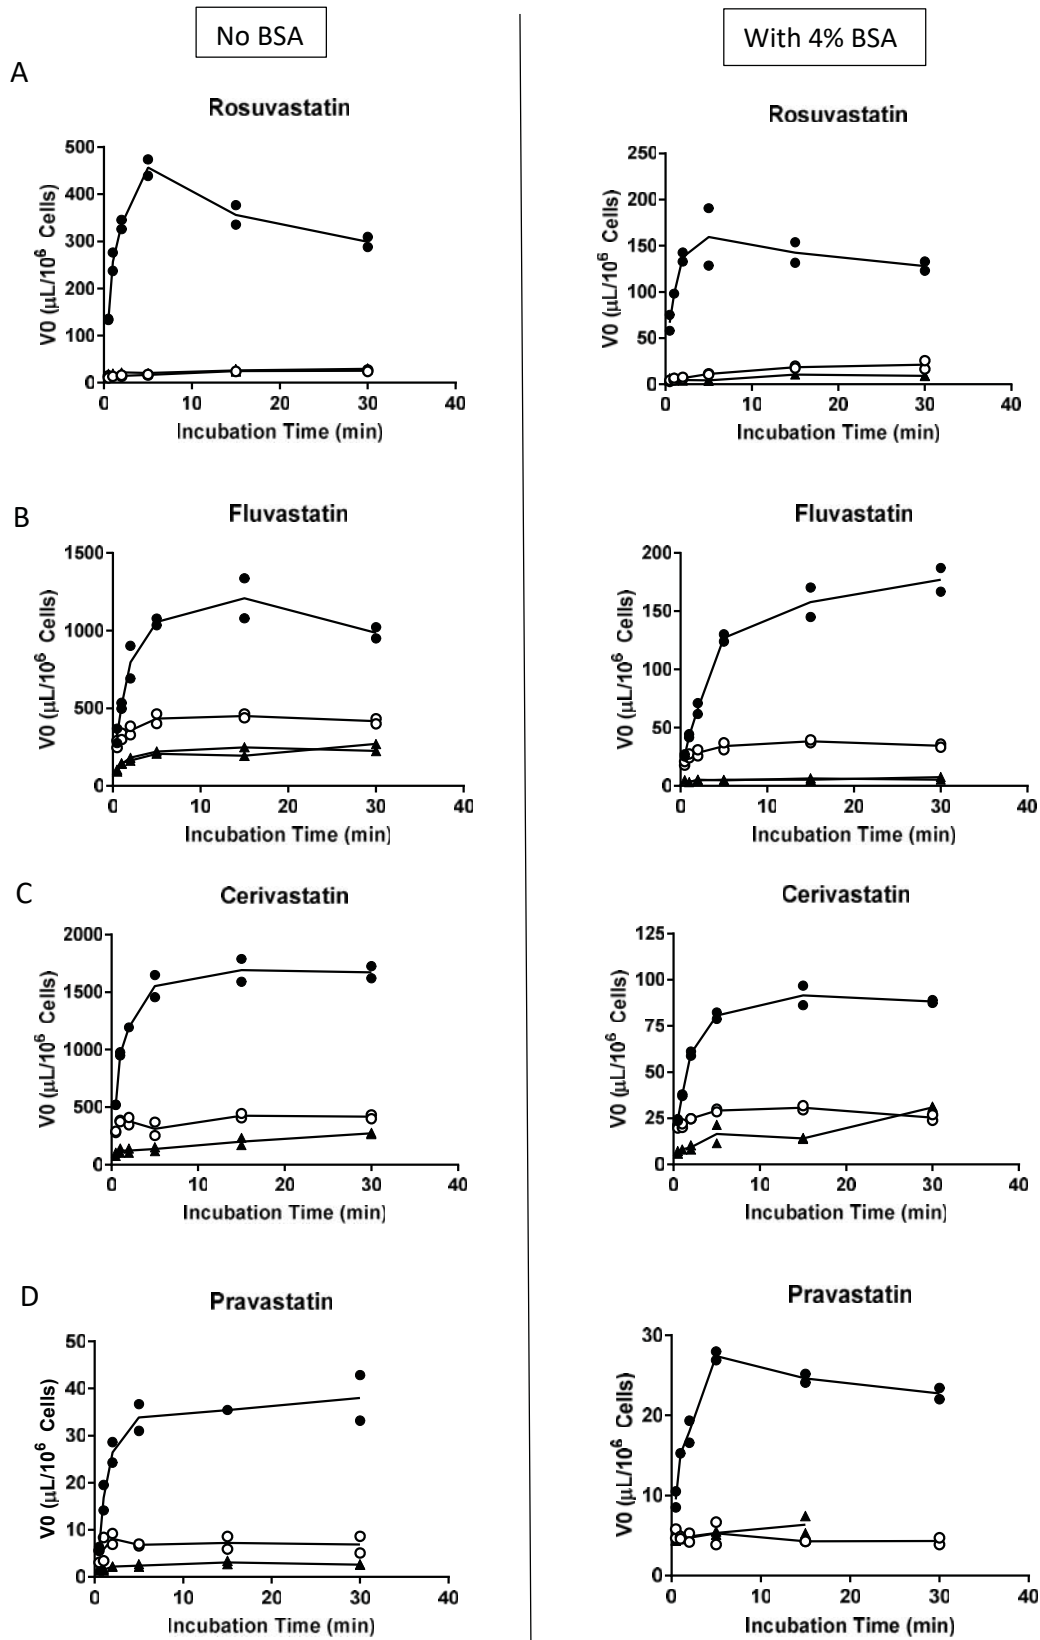 No BSA
With 4% BSA
A
Rosuvastatin
500
400
300
200
100
0
V0 (µL/10⁶ Cells)
0 10 20 30 40
Incubation Time (min)
Rosuvastatin
250
200
150
100
50
0
V0 (µL/10⁶ Cells)
0 10 20 30 40
Incubation Time (min)
B
Fluvastatin
1500
1000
500
0
V0 (µL/10⁶ Cells)
0 10 20 30 40
Incubation Time (min)
Fluvastatin
200
150
100
50
0
V0 (µL/10⁶ Cells)
0 10 20 30 40
Incubation Time (min)
C
Cerivastatin
2000
1500
1000
500
0
V0 (µL/10⁶ Cells)
0 10 20 30 40
Incubation Time (min)
Cerivastatin
125
100
75
50
25
0
V0 (µL/10⁶ Cells)
0 10 20 30 40
Incubation Time (min)
D
Pravastatin
50
40
30
20
10
0
V0 (µL/10⁶ Cells)
0 10 20 30 40
Incubation Time (min)
Pravastatin
30
20
10
0
V0 (µL/10⁶ Cells)
0 10 20 30 40
Incubation Time (min)